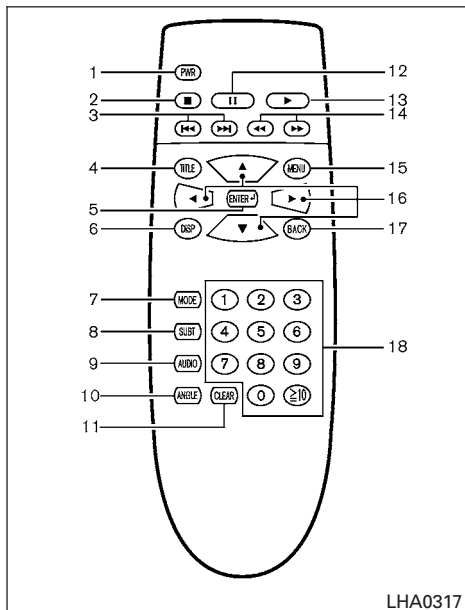 1 PWR 12
2 13
3 14
4 TITLE MENU 15
5 ENTER 16
6 DISP BACK 17
7 MODE 1 2 3
8 SUBT 4 5 6 18
9 AUDIO 7 8 9
10 ANGLE CLEAR 0 ≧10
11
LHA0317